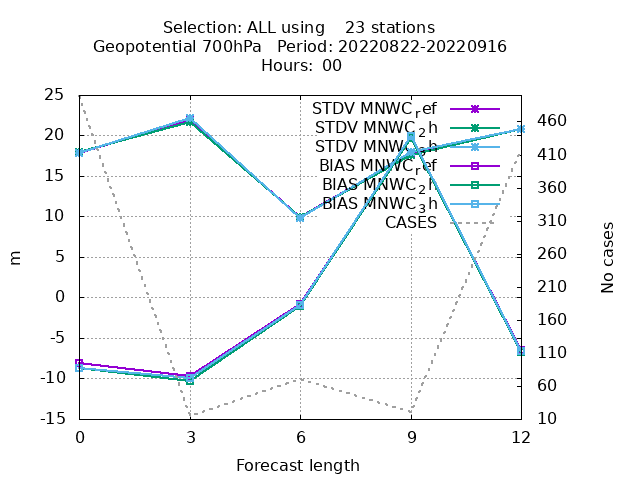 Selection: ALL using    23 stations
Geopotential 700hPa   Period: 20220822-20220916
Hours: 00
STDV MNWC_ref
STDV MNWC_2h
STDV MNWC_3h
BIAS MNWC_ref
BIAS MNWC_2h
BIAS MNWC_3h
CASES
m
25
20
15
10
5
0
-5
-10
-15
460
410
360
310
260
210
160
110
60
10
No cases
0 3 6 9 12
Forecast length